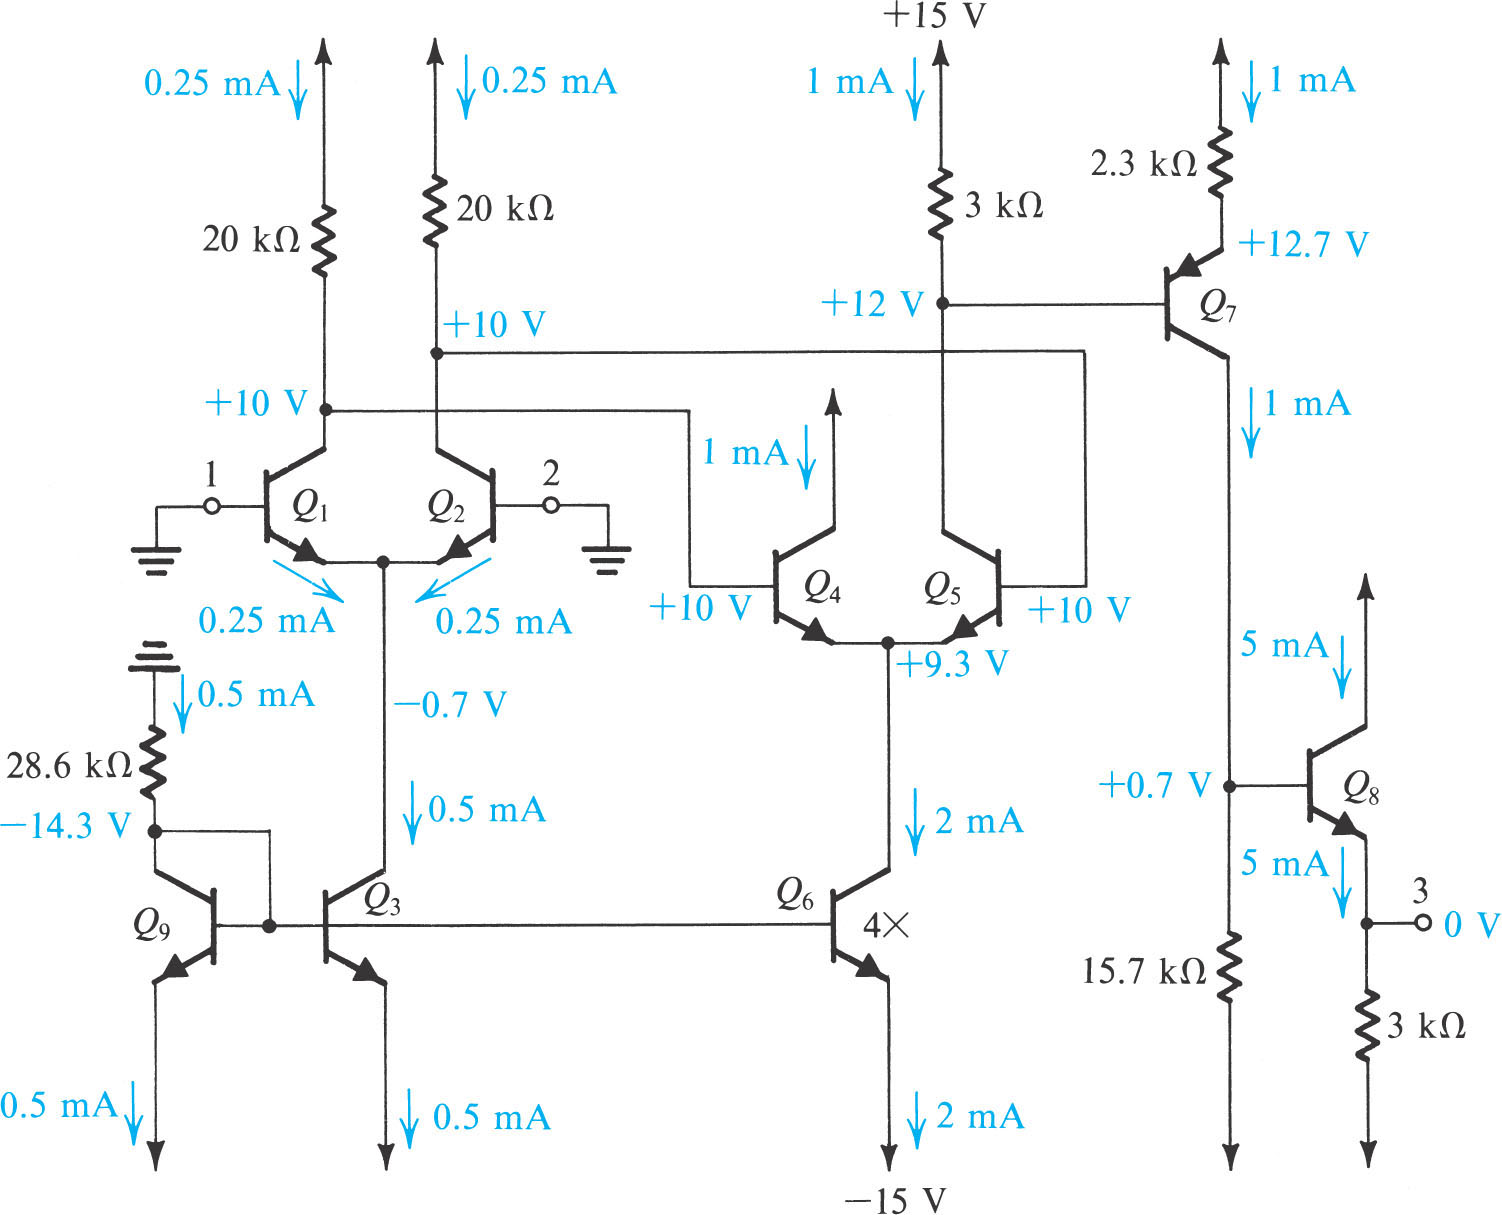 +15 V
0.25 mA
0.25 mA
1 mA
1 mA
2.3 kΩ
20 kΩ
3 kΩ
20 kΩ
+12.7 V
+12 V
Q7
+10 V
+10 V
1 mA
1 mA
1
2
Q1
Q2
Q4
Q5
+10 V
+10 V
0.25 mA
0.25 mA
+9.3 V
5 mA
0.5 mA
−0.7 V
28.6 kΩ
+0.7 V
Q8
−14.3 V
0.5 mA
2 mA
5 mA
Q9
Q3
Q6
4×
3
0 V
15.7 kΩ
3 kΩ
0.5 mA
0.5 mA
2 mA
−15 V